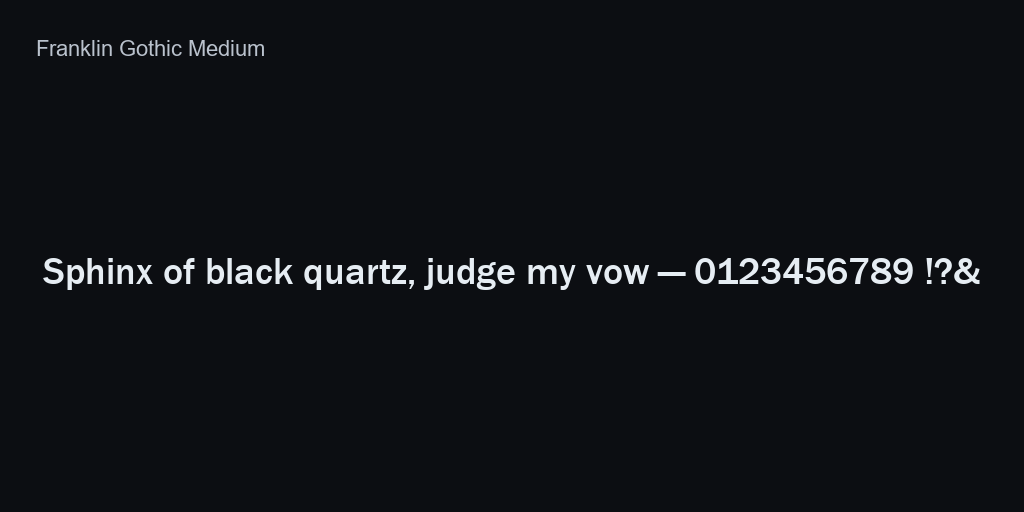 Franklin Gothic Medium
Sphinx of black quartz, judge my vow — 0123456789 !?&